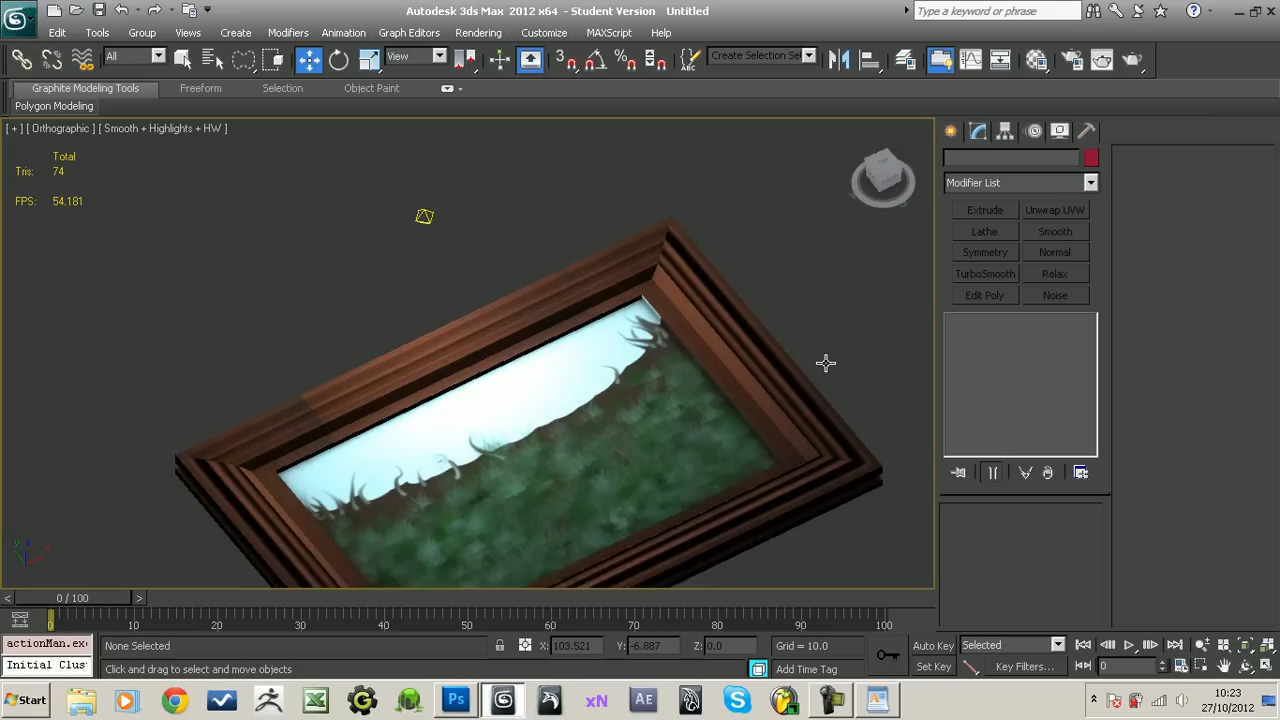 Autodesk 3ds Max 2012 x64 - Student Version   Untitled
Type a keyword or phrase
Edit Tools Group Views Create Modifiers Animation Graph Editors Rendering Customize MAXScript Help
All View 3 Create Selection Se
Graphite Modeling Tools Freeform Selection Object Paint
Polygon Modeling
[ + ] [ Orthographic ] [ Smooth + Highlights + HW ]
Total
Tris: 74
FPS: 54.181
Modifier List
Extrude Unwrap UVW
Lathe Smooth
Symmetry Normal
TurboSmooth Relax
Edit Poly Noise
< 0 / 100 >
0 10 20 30 40 50 60 70 80 90 100
actionMan.ex None Selected X: 103.521 Y: -6.887 Z: 0.0 Grid = 10.0 Auto Key Selected
Initial Clus Click and drag to select and move objects Add Time Tag Set Key Key Filters... 0
Start Ps xN AE
10:23
27/10/2012